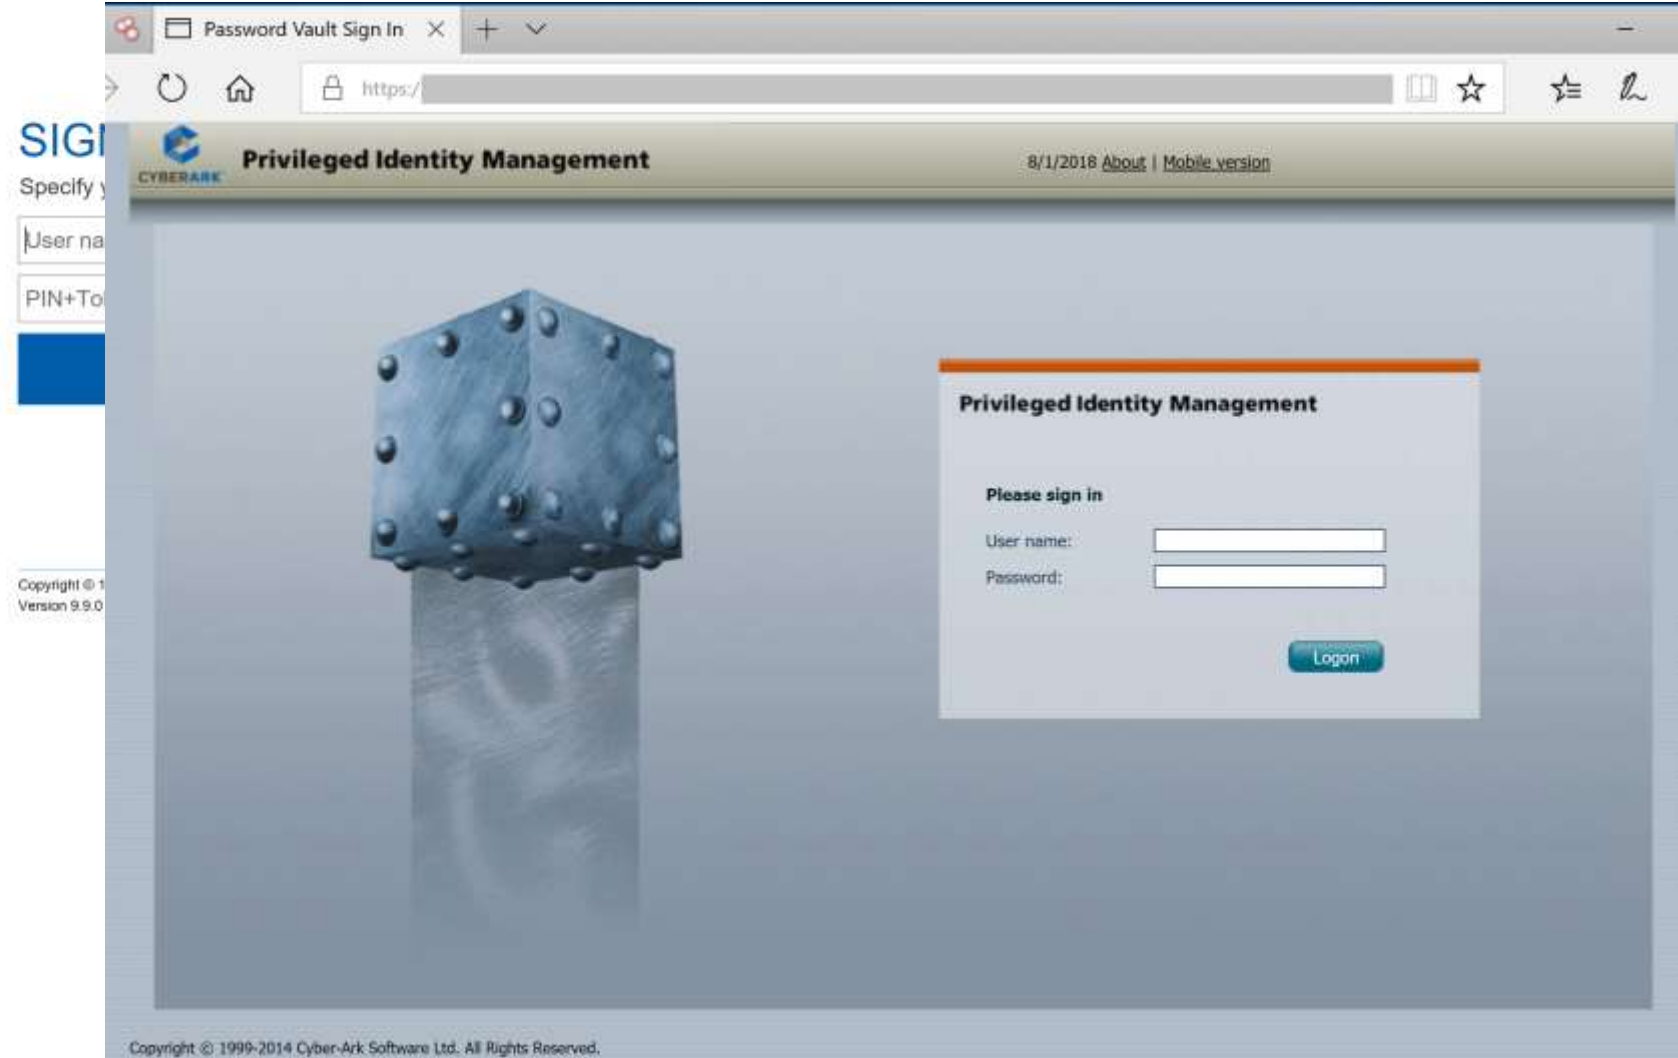 Password Vault Sign In
https:/
CYBERARK
Privileged Identity Management
8/1/2018 About | Mobile version
SIG
Specify
User na
PIN+To
Privileged Identity Management
Please sign in
User name:
Password:
Logon
Copyright © 1
Version 9.9.0
Copyright © 1999-2014 Cyber-Ark Software Ltd. All Rights Reserved.